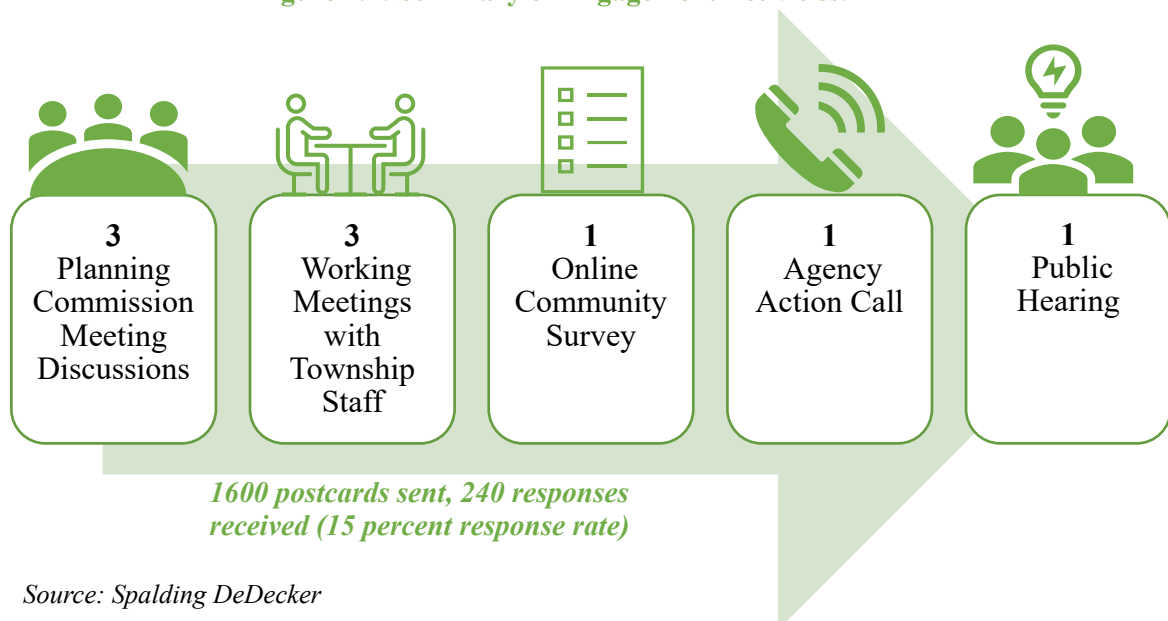 3
Planning
Commission
Meeting
Discussions
3
Working
Meetings
with
Township
Staff
1
Online
Community
Survey
1
Agency
Action Call
1
Public
Hearing
1600 postcards sent, 240 responses
received (15 percent response rate)
Source: Spalding DeDecker